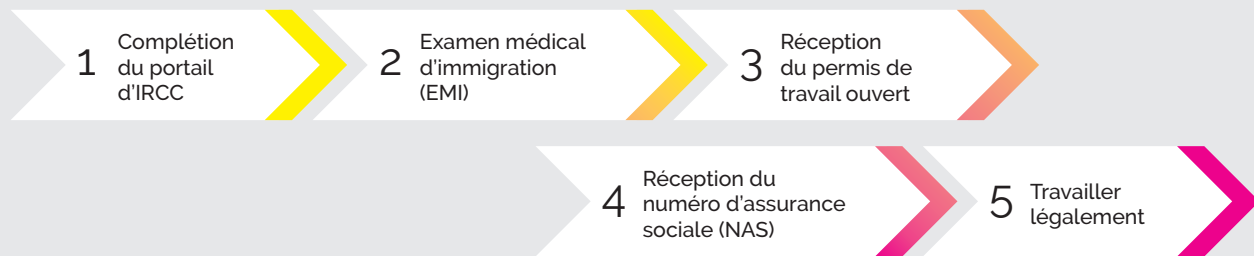 1 Complétion
du portail
d'IRCC
2 Examen médical
d'immigration
(EMI)
3 Réception
du permis de
travail ouvert
4 Réception du
numéro d'assurance
sociale (NAS)
5 Travailler
légalement